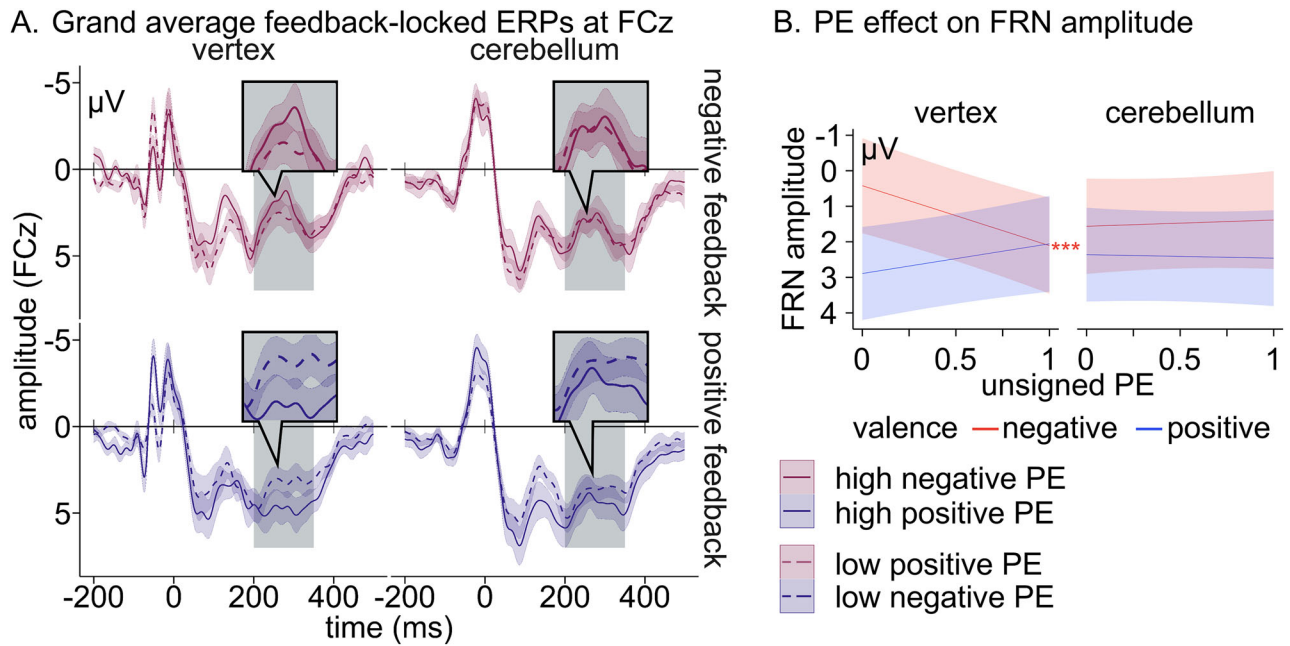 A. Grand average feedback-locked ERPs at FCz
vertex
cerebellum
μV
-5
0
5
-5
0
5
amplitude (FCz)
negative feedback
positive feedback
-200
0
200
400
-200
0
200
400
time (ms)
B. PE effect on FRN amplitude
vertex
cerebellum
μV
-1
0
1
2
3
4
FRN amplitude
***
0
0.5
1
0
0.5
1
unsigned PE
valence negative positive
high negative PE
high positive PE
low positive PE
low negative PE